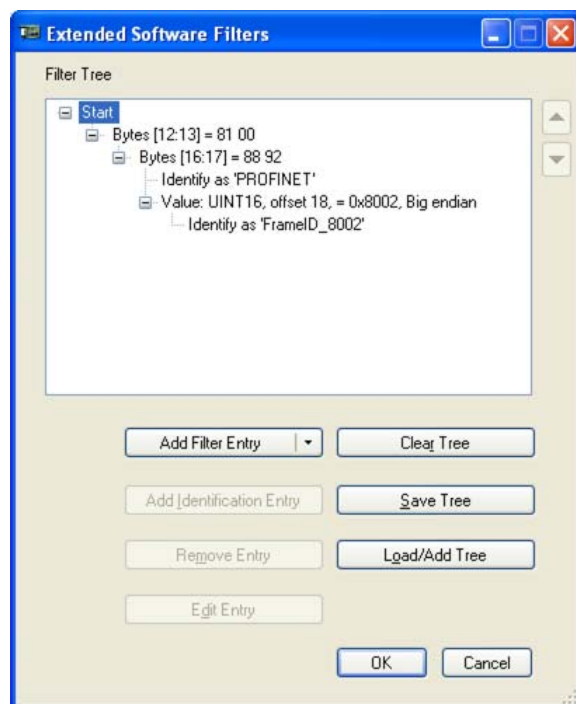 Extended Software Filters
Filter Tree
Start
Bytes [12:13] = 81 00
Bytes [16:17] = 88 92
Identify as 'PROFINET'
Value: UINT16, offset 18, = 0x8002, Big endian
Identify as 'FrameID_8002'
Add Filter Entry
Clear Tree
Add Identification Entry
Save Tree
Remove Entry
Load/Add Tree
Edit Entry
OK
Cancel